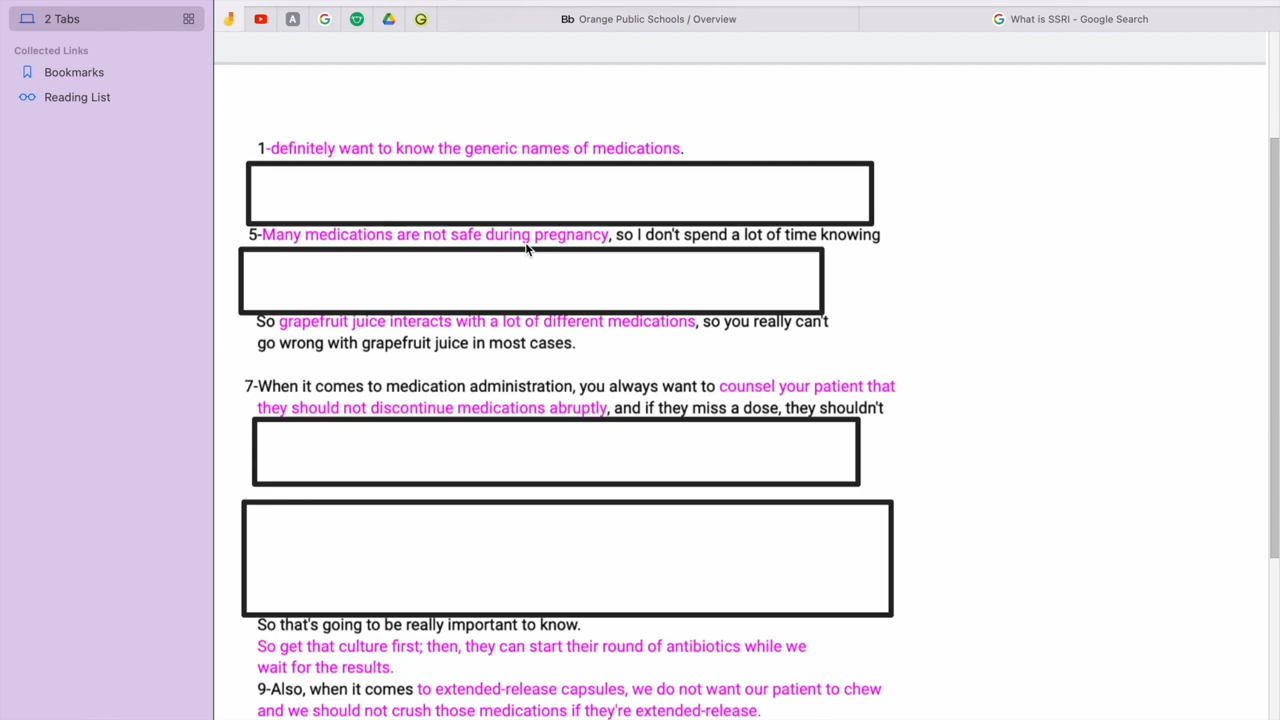 2 Tabs
Bb Orange Public Schools / Overview
G What is SSRI - Google Search
Collected Links
Bookmarks
Reading List
A
G
G
1-definitely want to know the generic names of medications.
5-Many medications are not safe during pregnancy, so I don't spend a lot of time knowing
So grapefruit juice interacts with a lot of different medications, so you really can't
go wrong with grapefruit juice in most cases.
7-When it comes to medication administration, you always want to counsel your patient that
they should not discontinue medications abruptly, and if they miss a dose, they shouldn't
So that's going to be really important to know.
So get that culture first; then, they can start their round of antibiotics while we
wait for the results.
9-Also, when it comes to extended-release capsules, we do not want our patient to chew
and we should not crush those medications if they're extended-release.